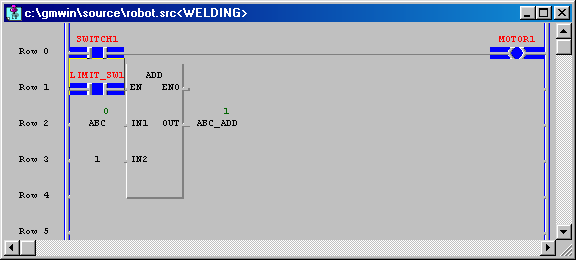 c:\gmwin\source\robot.src<WELDING>
SWITCH1 MOTOR1
Row 0
LIMIT_SW1 ADD
Row 1 EN ENO
0 1
Row 2 ABC IN1 OUT ABC_ADD
Row 3 1 IN2
Row 4
Row 5